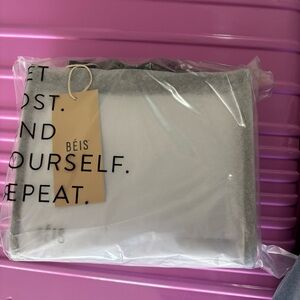 ET
OST.
ND
OURSELF.
EPEAT.
BÉIS